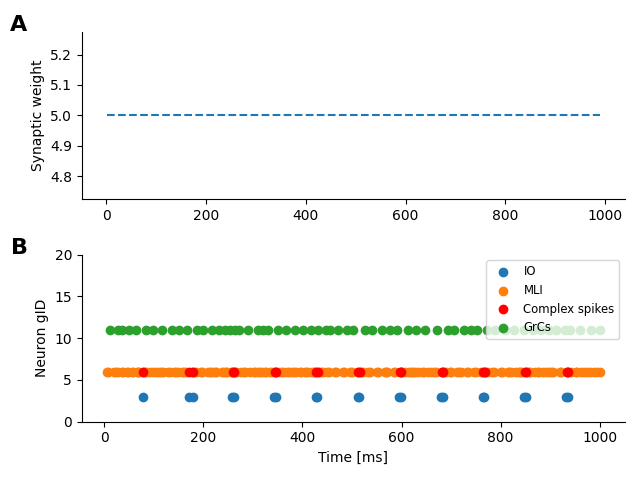 A
5.2
5.1
5.0
4.9
4.8
Synaptic weight
0 200 400 600 800 1000
B
20
15
10
5
0
Neuron gID
IO
MLI
Complex spikes
GrCs
0 200 400 600 800 1000
Time [ms]